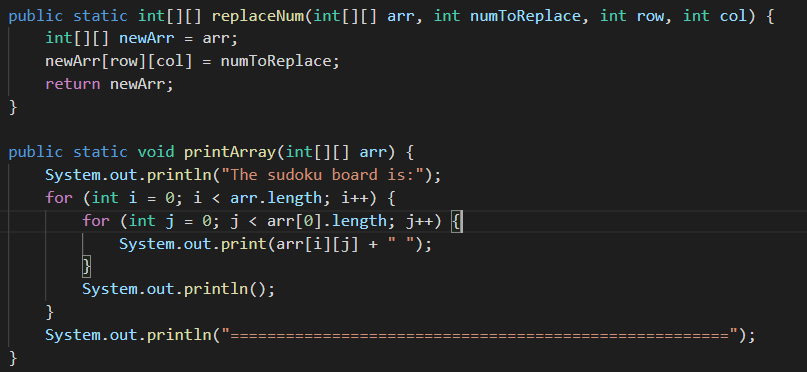 public static int[][] replaceNum(int[][] arr, int numToReplace, int row, int col) {
    int[][] newArr = arr;
    newArr[row][col] = numToReplace;
    return newArr;
}

public static void printArray(int[][] arr) {
    System.out.println("The sudoku board is:");
    for (int i = 0; i < arr.length; i++) {
        for (int j = 0; j < arr[0].length; j++) {
            System.out.print(arr[i][j] + " ");
        }
        System.out.println();
    }
    System.out.println("======================================================");
}